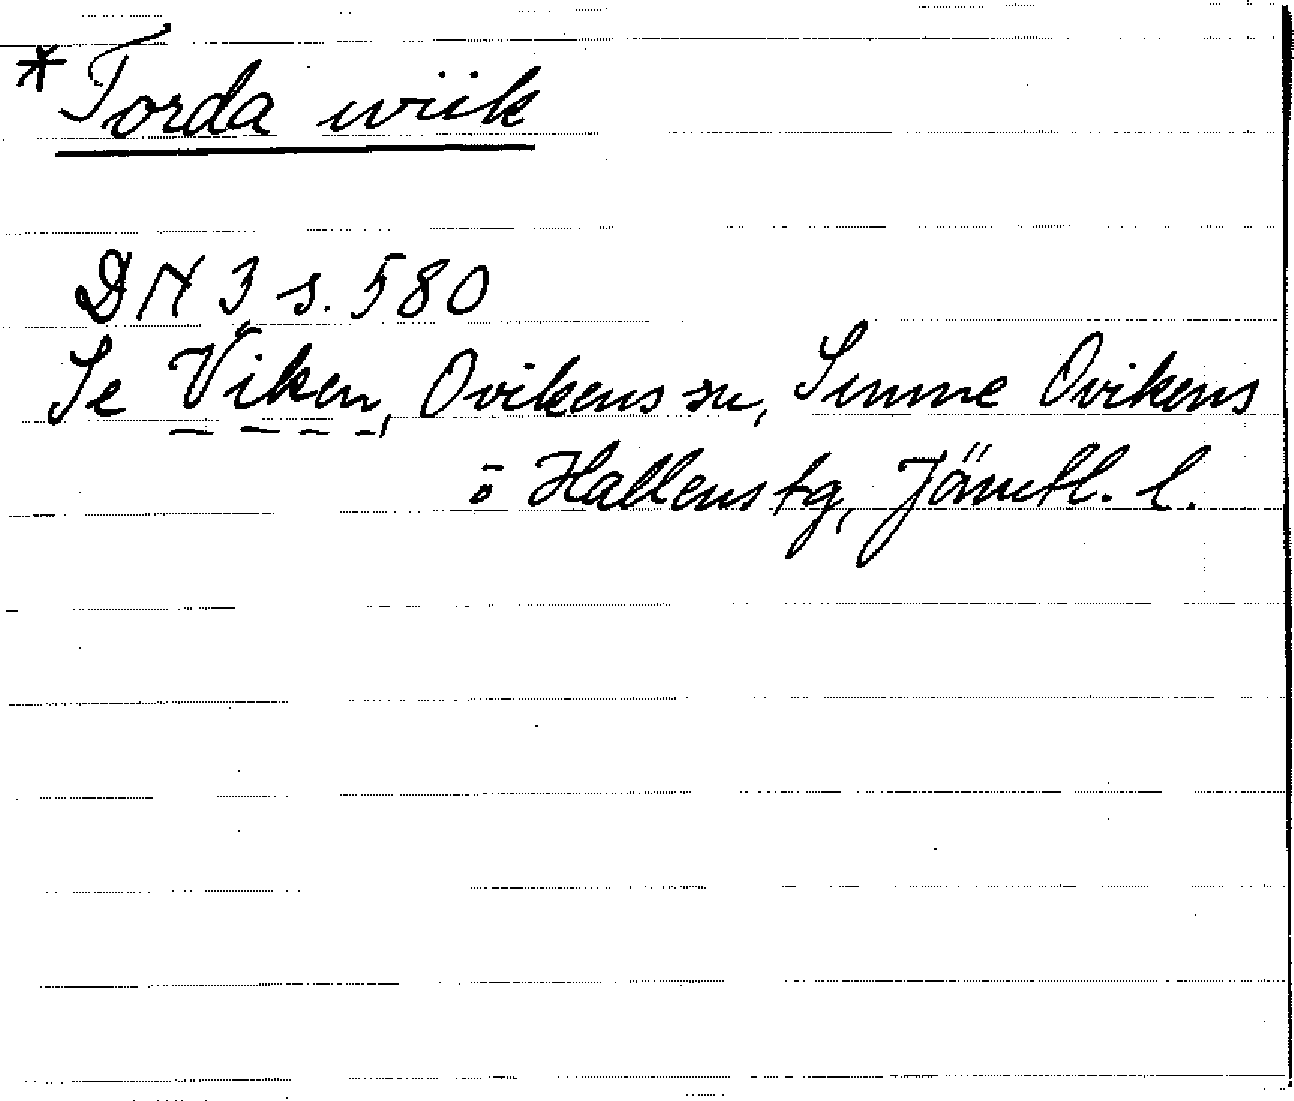 *Torda wiik
DN 3 s. 580
Se Viken, Ovikens sn, Sunne Ovikens
o Hallens tg, Jämtl. l.